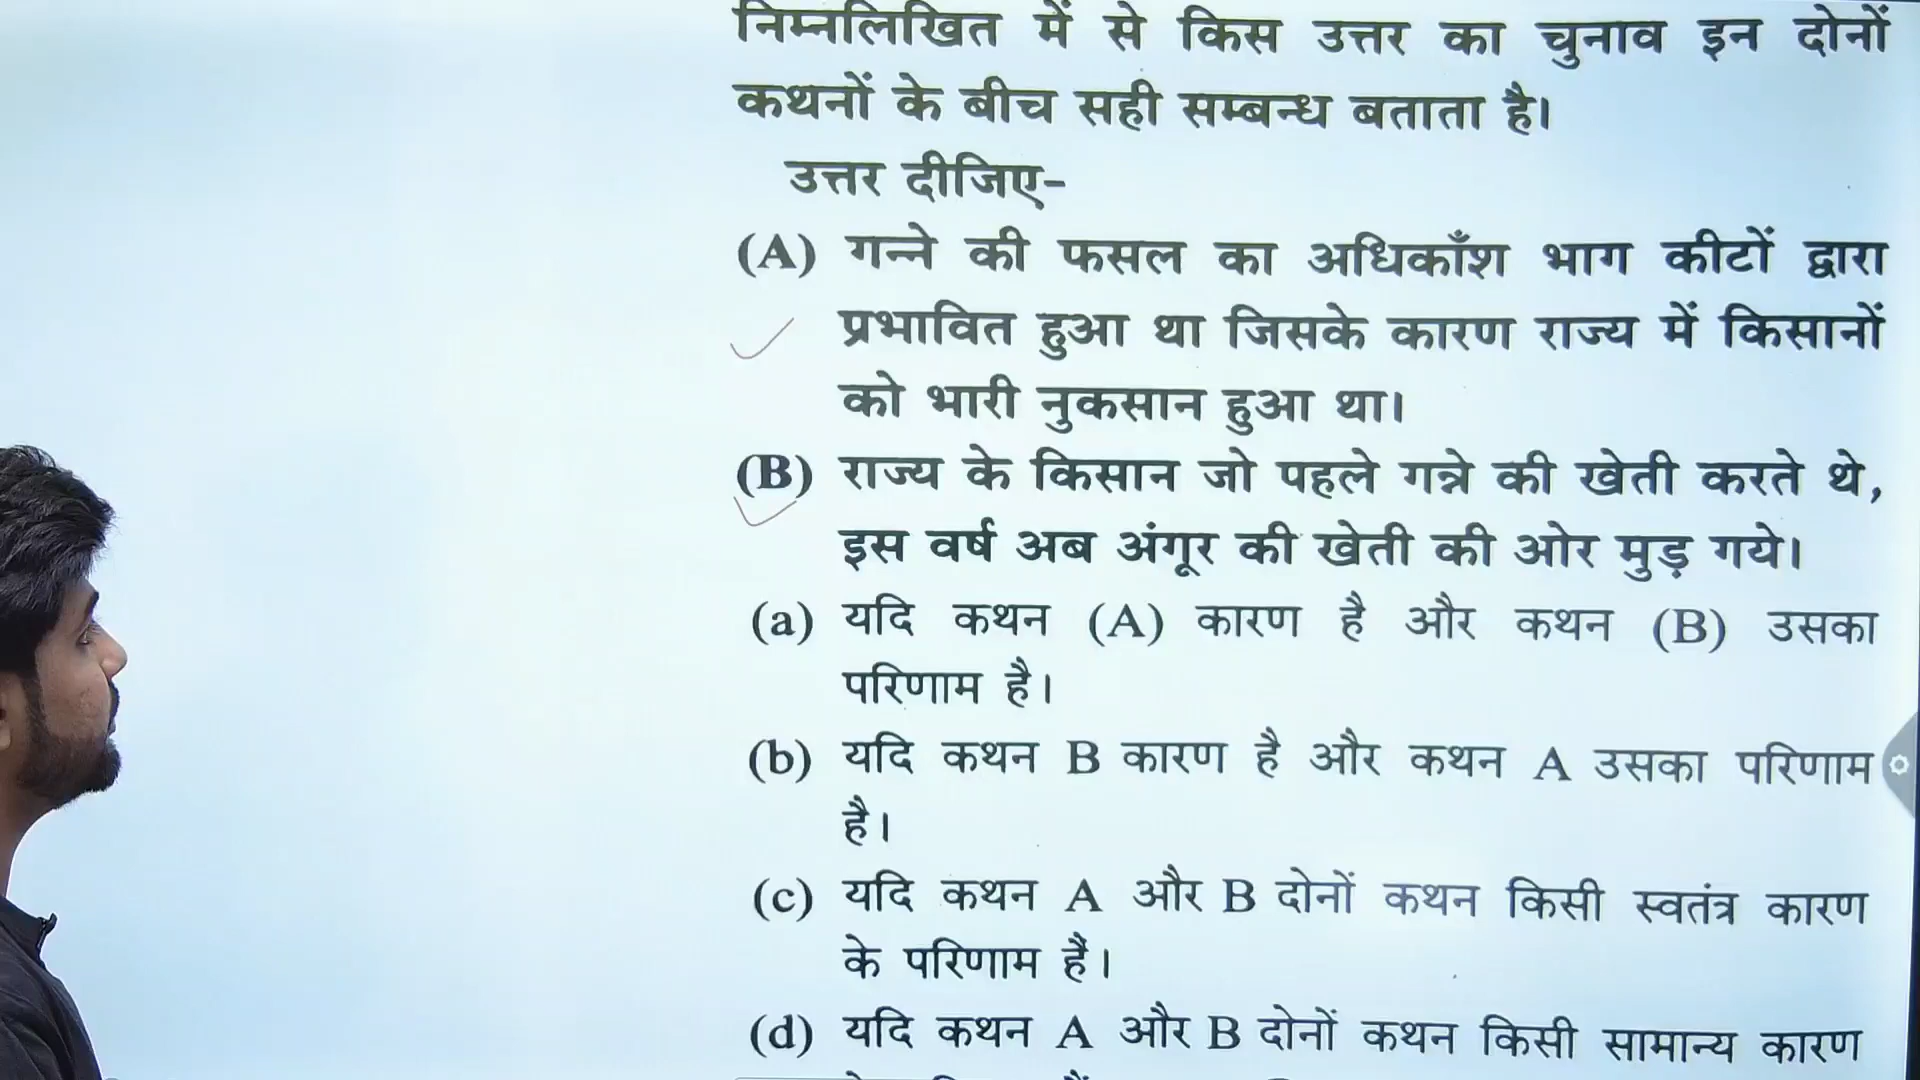 निम्नलिखित में से किस उत्तर का चुनाव इन दोनों
कथनों के बीच सही सम्बन्ध बताता है।
उत्तर दीजिए-
(A) गन्ने की फसल का अधिकाँश भाग कीटों द्वारा
प्रभावित हुआ था जिसके कारण राज्य में किसानों
को भारी नुकसान हुआ था।
(B) राज्य के किसान जो पहले गन्ने की खेती करते थे,
इस वर्ष अब अंगूर की खेती की ओर मुड़ गये।
(a) यदि कथन (A) कारण है और कथन (B) उसका
परिणाम है।
(b) यदि कथन B कारण है और कथन A उसका परिणाम
है।
(c) यदि कथन A और B दोनों कथन किसी स्वतंत्र कारण
के परिणाम हैं।
(d) यदि कथन A और B दोनों कथन किसी सामान्य कारण